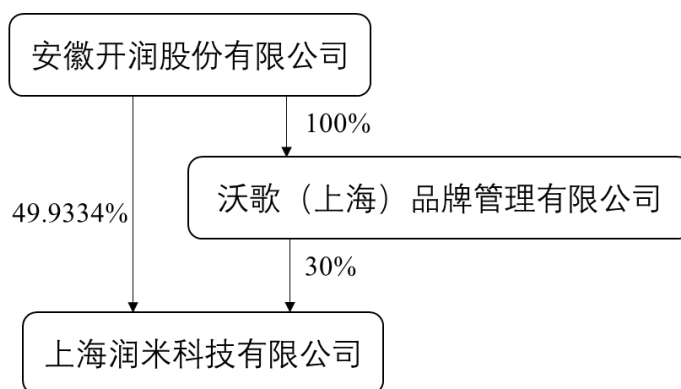 安徽开润股份有限公司
100%
沃歌（上海）品牌管理有限公司
49.9334%
30%
上海润米科技有限公司